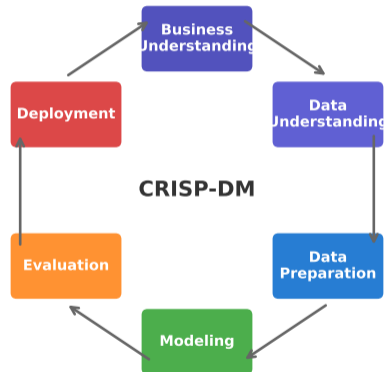 Business
Understanding
Deployment
Data
Understanding
CRISP-DM
Evaluation
Data
Preparation
Modeling